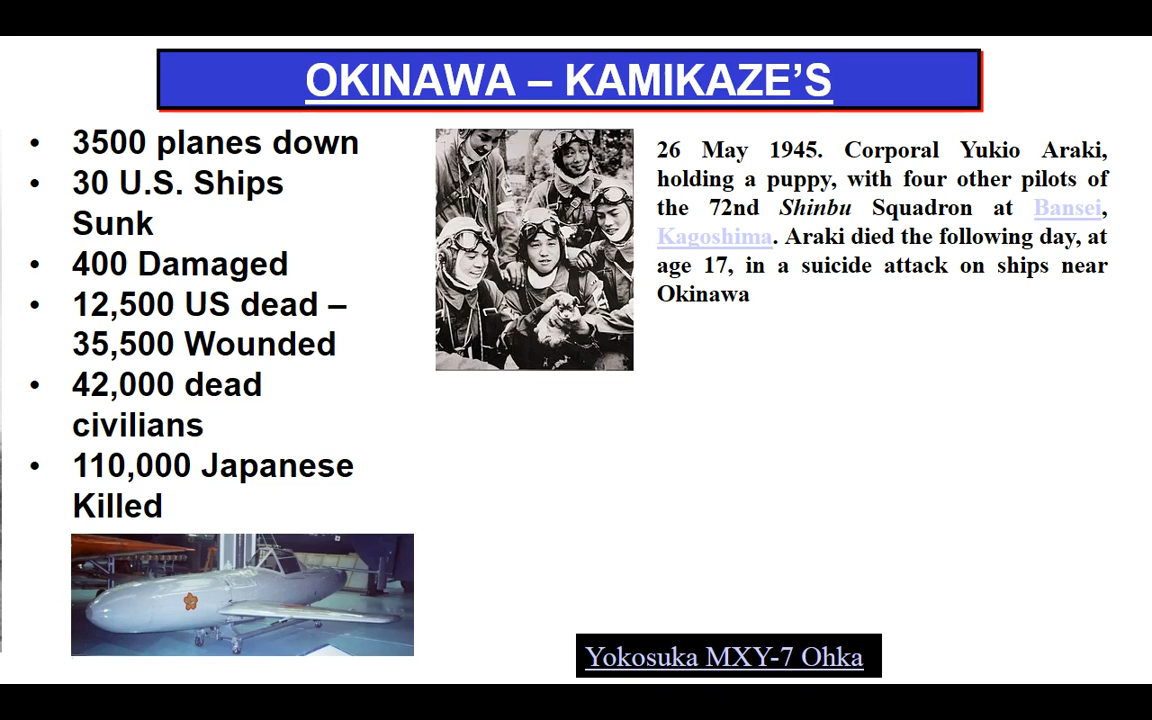 OKINAWA – KAMIKAZE’S
• 3500 planes down
• 30 U.S. Ships
Sunk
• 400 Damaged
• 12,500 US dead –
35,500 Wounded
• 42,000 dead
civilians
• 110,000 Japanese
Killed
26 May 1945. Corporal Yukio Araki,
holding a puppy, with four other pilots of
the 72nd Shinbu Squadron at Bansei,
Kagoshima. Araki died the following day, at
age 17, in a suicide attack on ships near
Okinawa
Yokosuka MXY-7 Ohka